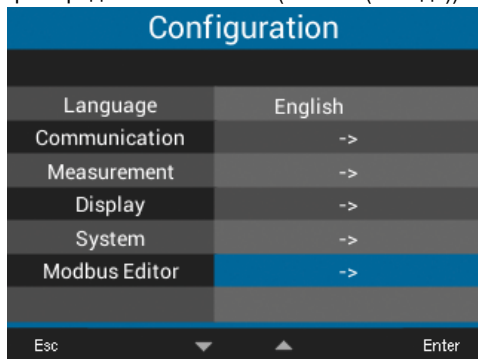 Configuration
Language English
Communication ->
Measurement ->
Display ->
System ->
Modbus Editor ->
Esc Enter